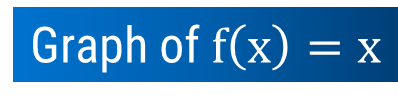 Graph of f(x) = x